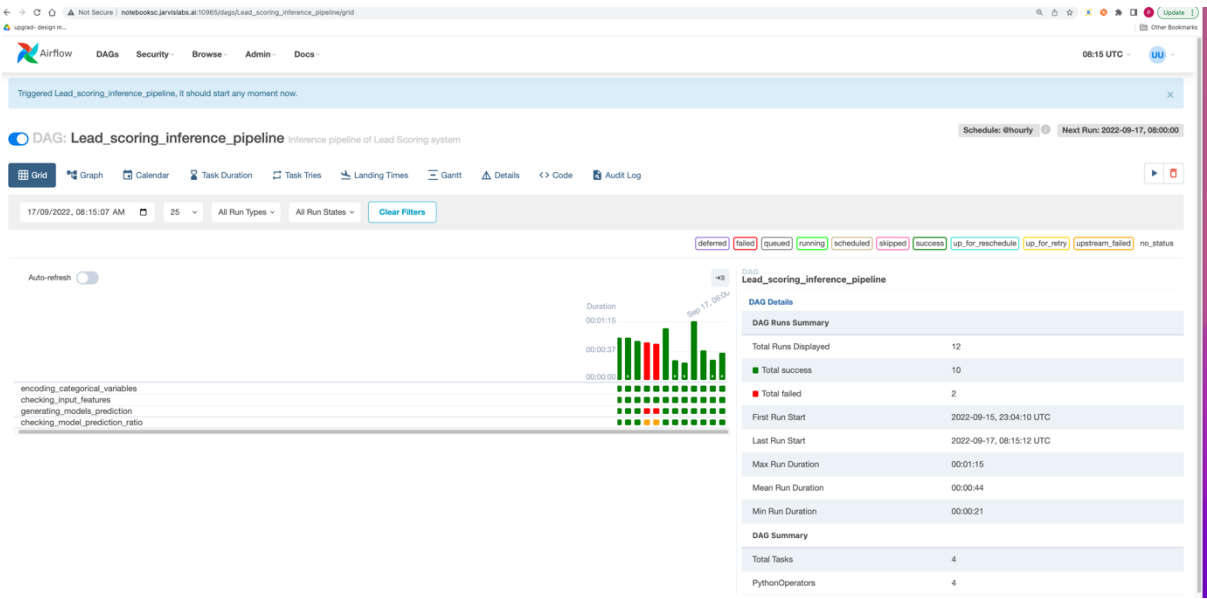 Not Secure | notebooksc.jarvislabs.ai:10965/dags/Lead_scoring_inference_pipeline/grid
Update
upgrad- design m...
Other Bookmarks
Airflow DAGs Security Browse Admin Docs 08:15 UTC UU
Triggered Lead_scoring_inference_pipeline, it should start any moment now. ×
DAG: Lead_scoring_inference_pipeline Inference pipeline of Lead Scoring system
Schedule: @hourly Next Run: 2022-09-17, 08:00:00
Grid Graph Calendar Task Duration Task Tries Landing Times Gantt Details <> Code Audit Log
17/09/2022, 08:15:07 AM 25 All Run Types All Run States Clear Filters
deferred failed queued running scheduled skipped success up_for_reschedule up_for_retry upstream_failed no_status
Auto-refresh
Duration
Sep 17, 06:00
00:01:15
00:00:37
00:00:00
encoding_categorical_variables
checking_input_features
generating_models_prediction
checking_model_prediction_ratio
DAG
Lead_scoring_inference_pipeline
DAG Details
DAG Runs Summary
Total Runs Displayed 12
Total success 10
Total failed 2
First Run Start 2022-09-15, 23:04:10 UTC
Last Run Start 2022-09-17, 08:15:12 UTC
Max Run Duration 00:01:15
Mean Run Duration 00:00:44
Min Run Duration 00:00:21
DAG Summary
Total Tasks 4
PythonOperators 4